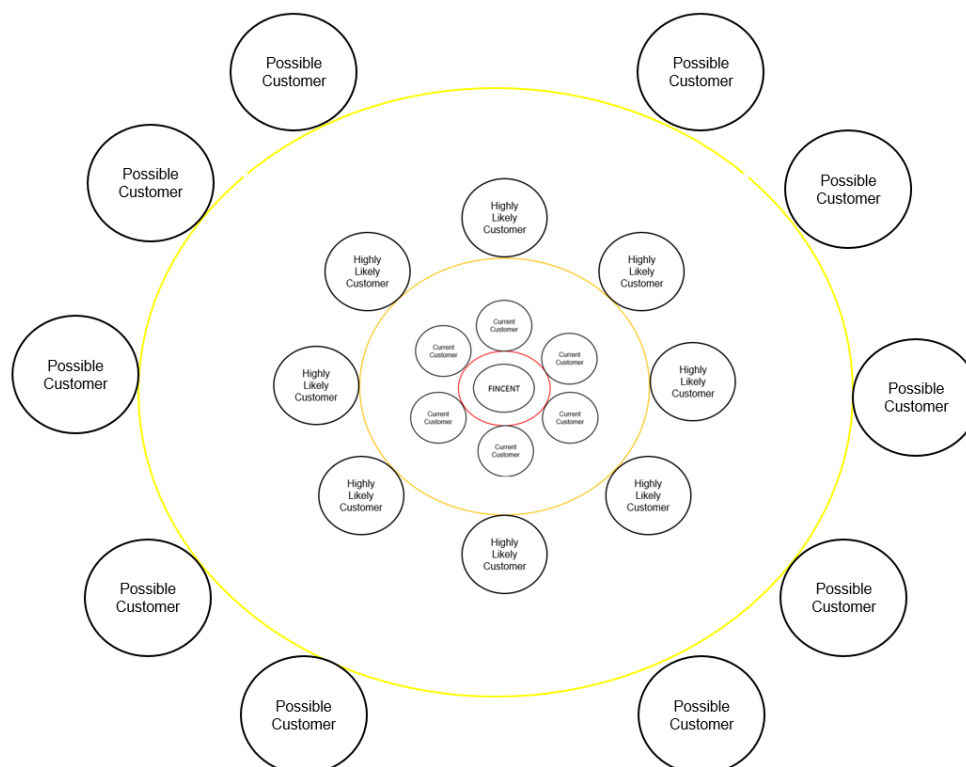 Possible
Customer
Possible
Customer
Possible
Customer
Possible
Customer
Highly
Likely
Customer
Highly
Likely
Customer
Highly
Likely
Customer
Current
Customer
Current
Customer
Current
Customer
Possible
Customer
Highly
Likely
Customer
FINCENT
Highly
Likely
Customer
Possible
Customer
Current
Customer
Current
Customer
Current
Customer
Highly
Likely
Customer
Highly
Likely
Customer
Highly
Likely
Customer
Possible
Customer
Possible
Customer
Possible
Customer
Possible
Customer